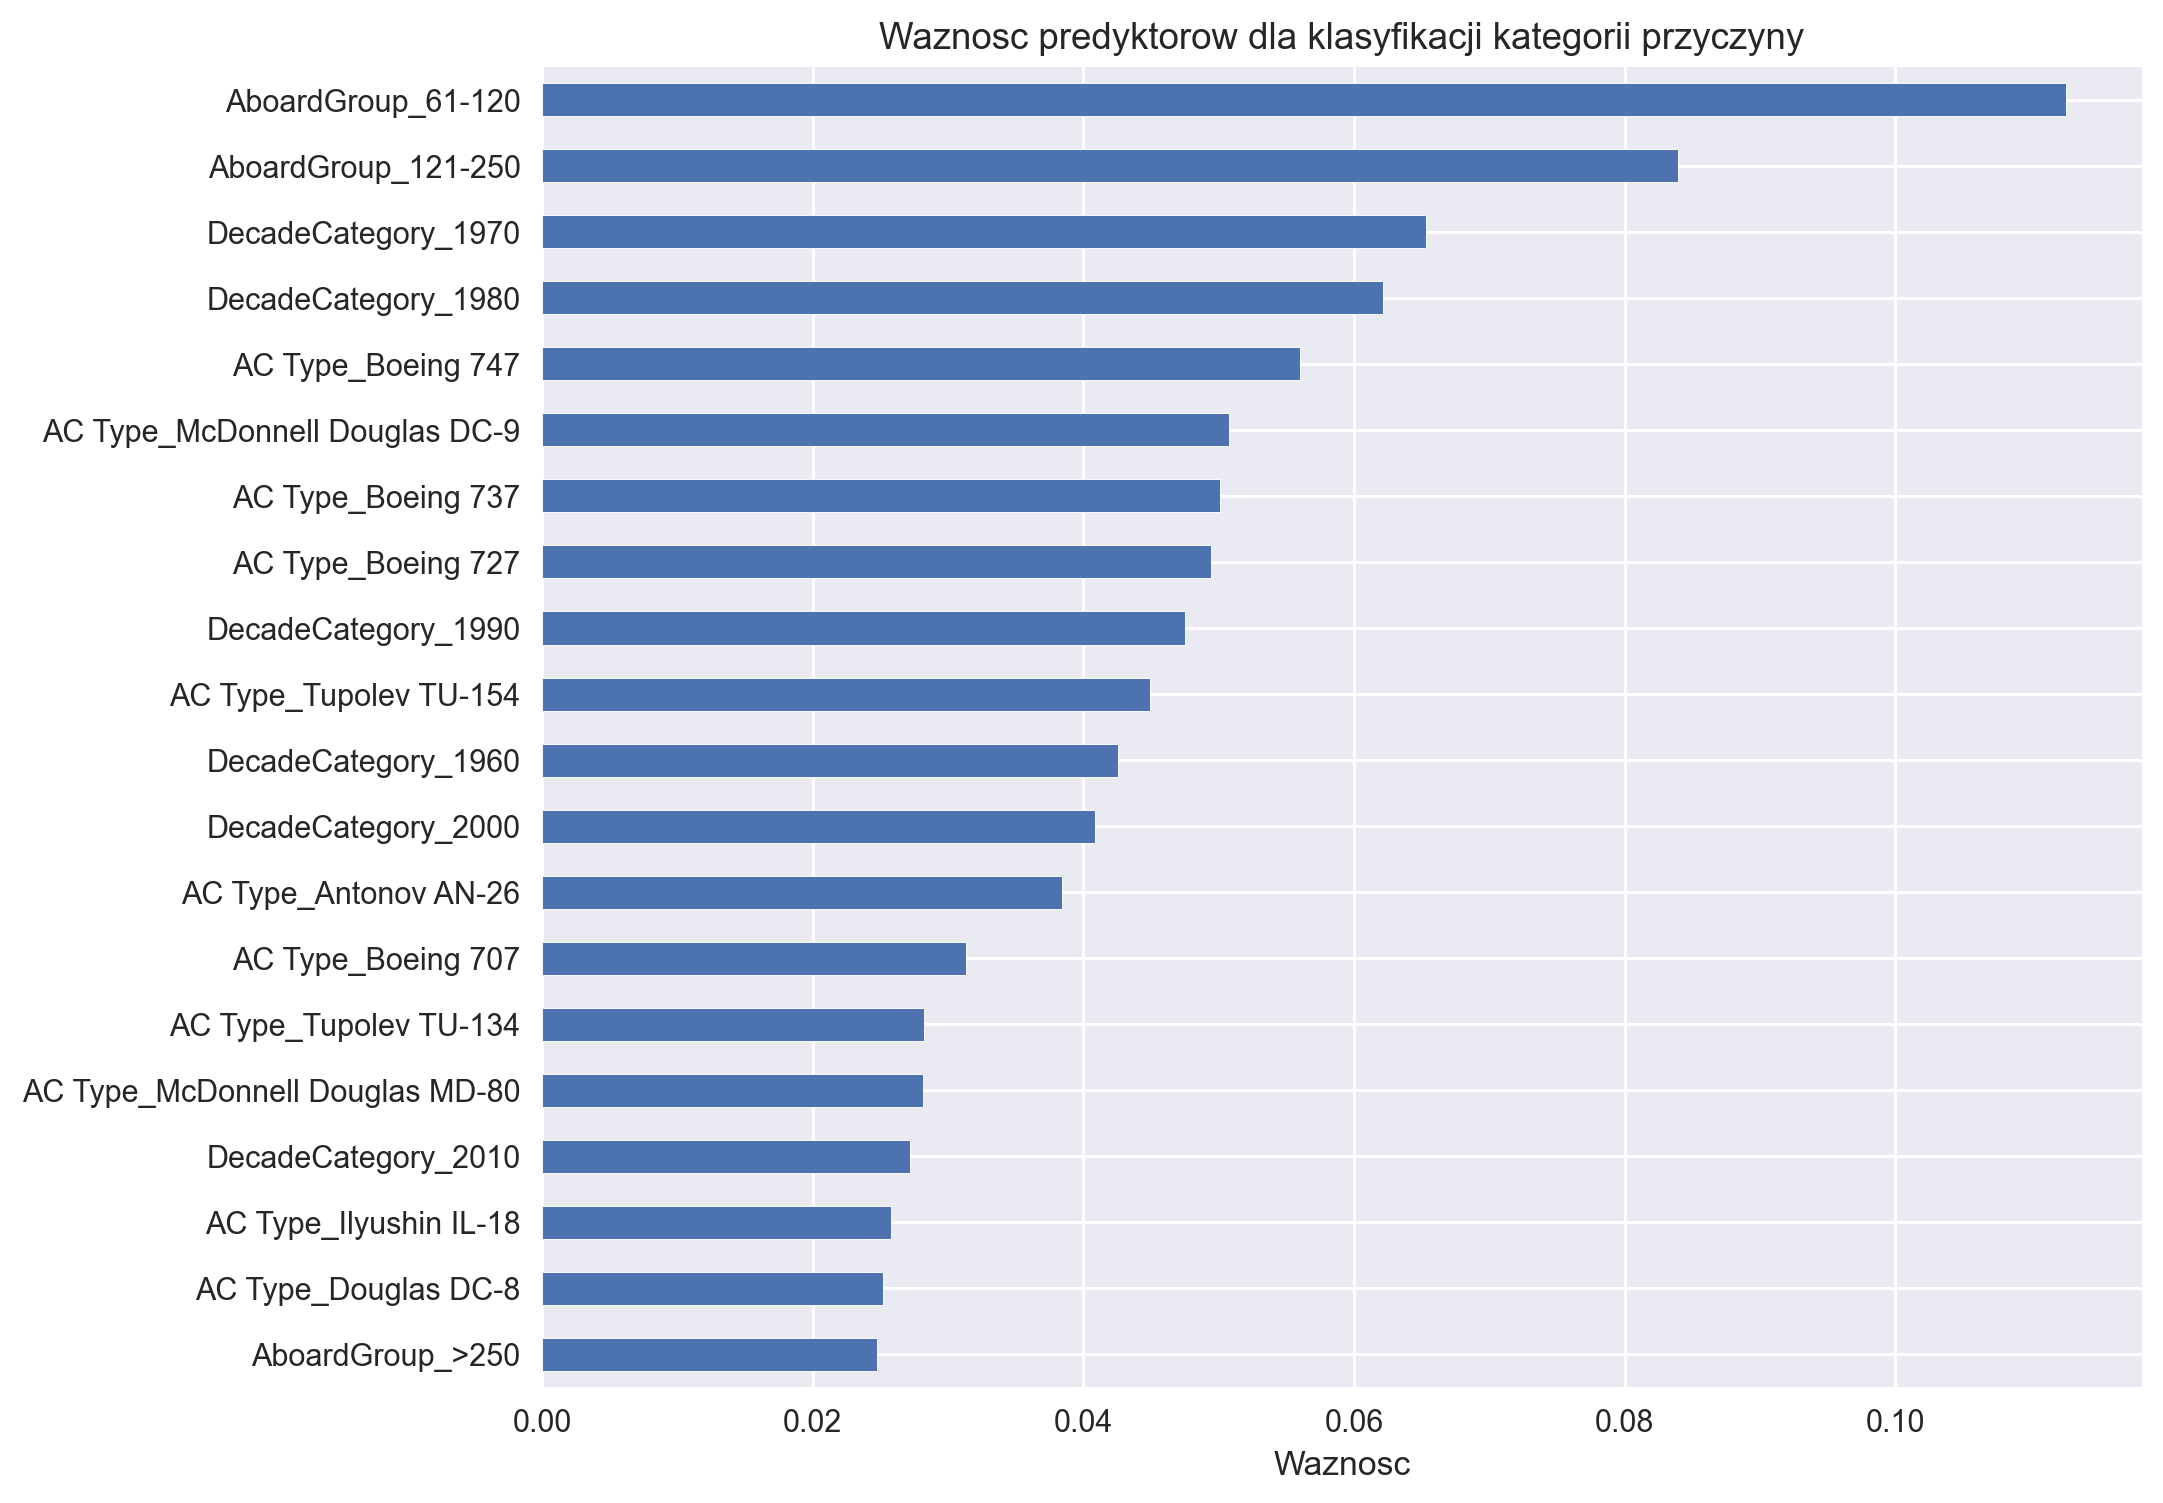 Waznosc predyktorow dla klasyfikacji kategorii przyczyny
AboardGroup_61-120
AboardGroup_121-250
DecadeCategory_1970
DecadeCategory_1980
AC Type_Boeing 747
AC Type_McDonnell Douglas DC-9
AC Type_Boeing 737
AC Type_Boeing 727
DecadeCategory_1990
AC Type_Tupolev TU-154
DecadeCategory_1960
DecadeCategory_2000
AC Type_Antonov AN-26
AC Type_Boeing 707
AC Type_Tupolev TU-134
AC Type_McDonnell Douglas MD-80
DecadeCategory_2010
AC Type_Ilyushin IL-18
AC Type_Douglas DC-8
AboardGroup_>250
0.00 0.02 0.04 0.06 0.08 0.10
Waznosc